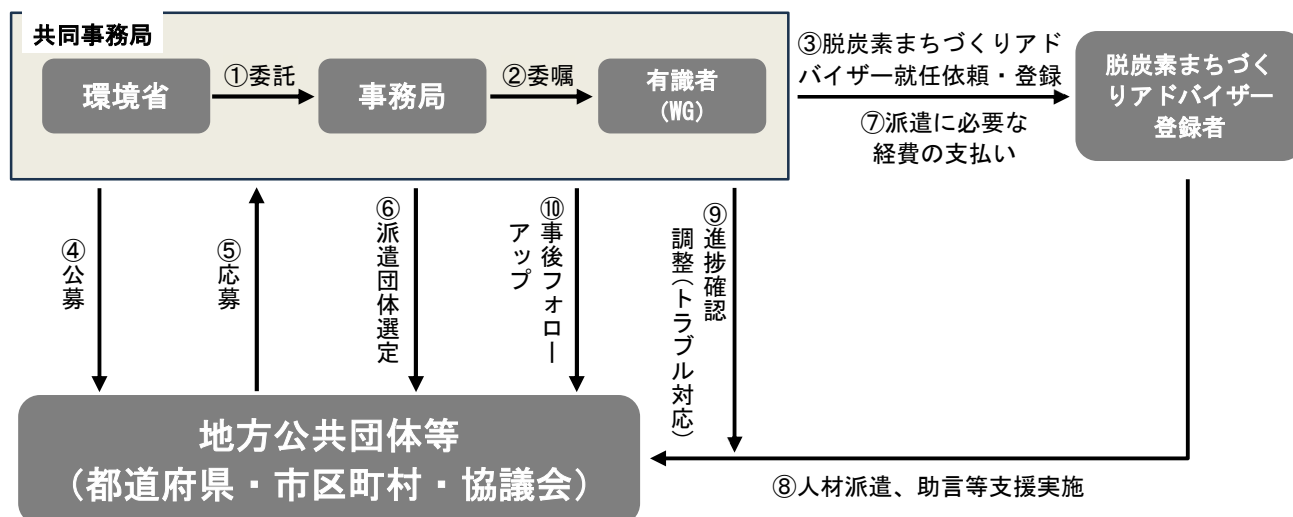 共同事務局
環境省
①委託
事務局
②委嘱
有識者
(WG)
③脱炭素まちづくりアド
バイザー就任依頼・登録
⑦派遣に必要な
経費の支払い
脱炭素まちづく
りアドバイザー
登録者
④公募
⑤応募
⑥派遣団体選定
⑩事後フォロー
アップ
⑨進捗確認
調整(トラブル対応)
地方公共団体等
(都道府県・市区町村・協議会)
⑧人材派遣、助言等支援実施